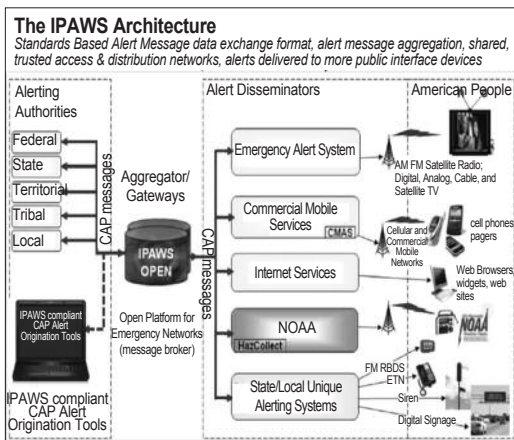 The IPAWS Architecture
Standards Based Alert Message data exchange format, alert message aggregation, shared,
trusted access & distribution networks, alerts delivered to more public interface devices
Alerting
Authorities
Federal
State
Territorial
Tribal
Local
CAP messages
IPAWS compliant
CAP Alert
Origination Tools
IPAWS compliant
CAP Alert
Origination Tools
Aggregator/
Gateways
IPAWS
OPEN
Open Platform for
Emergency Networks
(message broker)
CAP messages
Alert Disseminators
Emergency Alert System
Commercial Mobile
Services
CMAS
Internet Services
NOAA
HazCollect
State/Local Unique
Alerting Systems
American People
AM FM Satellite Radio;
Digital, Analog, Cable, and
Satellite TV
Cellular and
Commercial
Mobile
Networks
cell phones
pagers
Web Browsers,
widgets, web
sites
NOAA
FM RBDS
ETN
Siren
Digital Signage